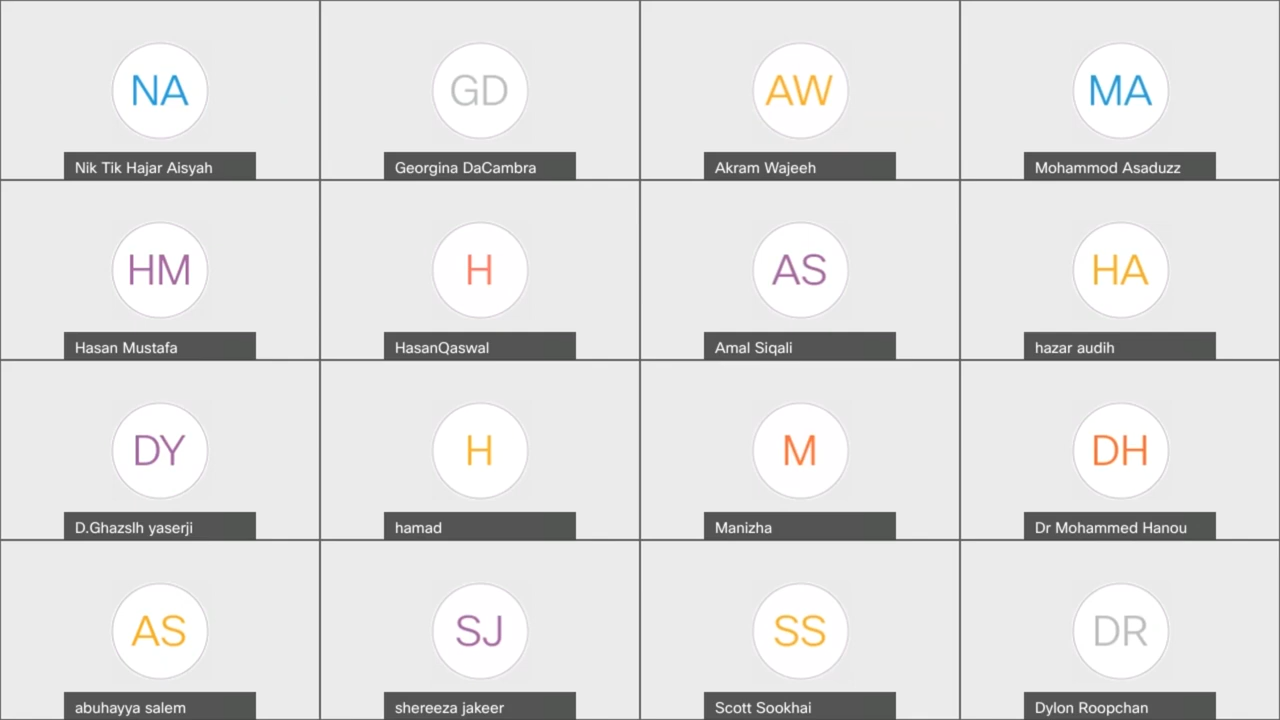 NA
GD
AW
MA
Nik Tik Hajar Aisyah
Georgina DaCambra
Akram Wajeeh
Mohammod Asaduzz
HM
H
AS
HA
Hasan Mustafa
HasanQaswal
Amal Siqali
hazar audih
DY
H
M
DH
D.Ghazslh yaserji
hamad
Manizha
Dr Mohammed Hanou
AS
SJ
SS
DR
abuhayya salem
shereeza jakeer
Scott Sookhai
Dylon Roopchan